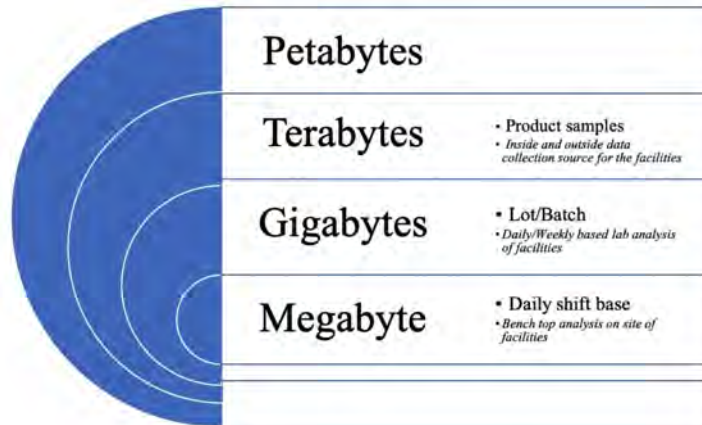 Petabytes
Terabytes
• Product samples
• Inside and outside data
collection source for the facilities
Gigabytes
• Lot/Batch
• Daily/Weekly based lab analysis
of facilities
Megabyte
• Daily shift base
• Bench top analysis on site of
facilities